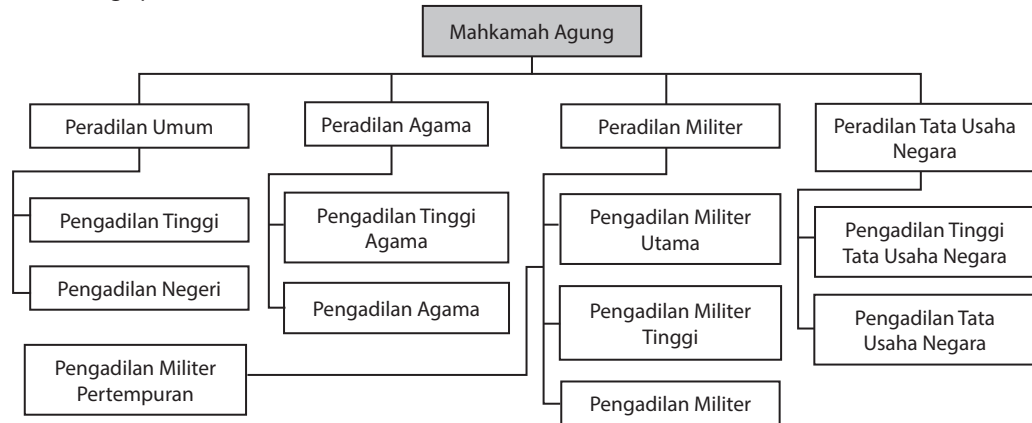 Mahkamah Agung
Peradilan Umum
Peradilan Agama
Peradilan Militer
Peradilan Tata Usaha
Negara
Pengadilan Tinggi
Pengadilan Negeri
Pengadilan Tinggi
Agama
Pengadilan Agama
Pengadilan Militer
Utama
Pengadilan Militer
Tinggi
Pengadilan Militer
Pengadilan Militer
Pertempuran
Pengadilan Tinggi
Tata Usaha Negara
Pengadilan Tata
Usaha Negara